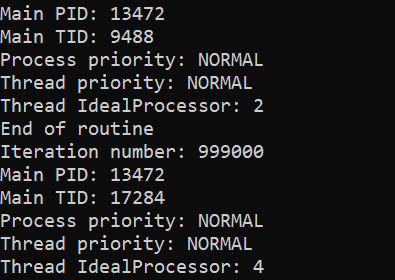 Main PID: 13472
Main TID: 9488
Process priority: NORMAL
Thread priority: NORMAL
Thread IdealProcessor: 2
End of routine
Iteration number: 999000
Main PID: 13472
Main TID: 17284
Process priority: NORMAL
Thread priority: NORMAL
Thread IdealProcessor: 4